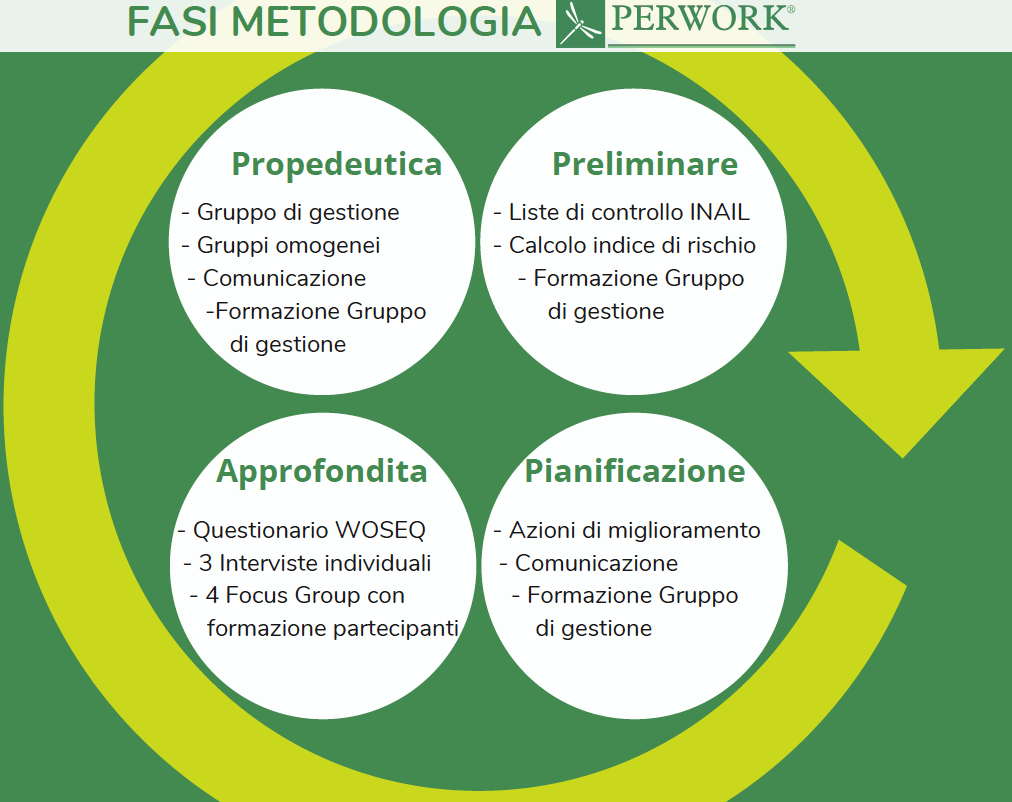 FASI METODOLOGIA PERWORK®
Propedeutica
- Gruppo di gestione
- Gruppi omogenei
- Comunicazione
-Formazione Gruppo
di gestione
Preliminare
- Liste di controllo INAIL
- Calcolo indice di rischio
- Formazione Gruppo
di gestione
Approfondita
- Questionario WOSEQ
- 3 Interviste individuali
- 4 Focus Group con
formazione partecipanti
Pianificazione
- Azioni di miglioramento
- Comunicazione
- Formazione Gruppo
di gestione